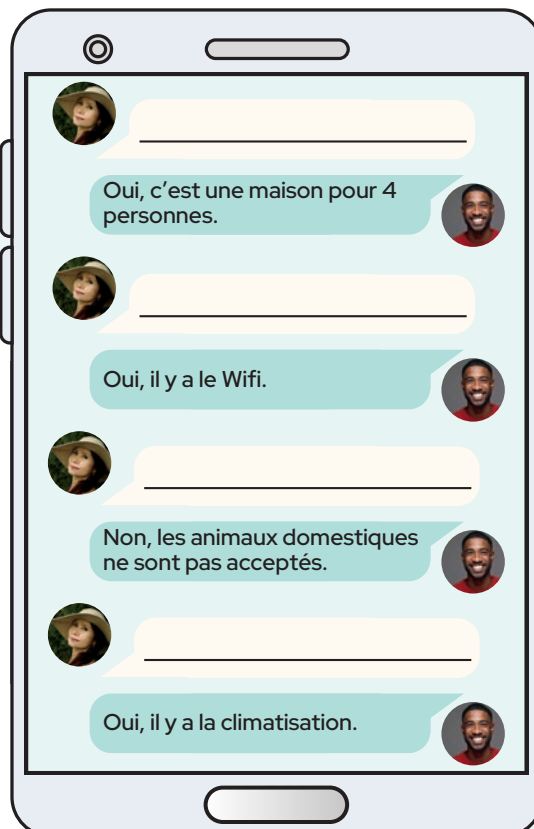 Oui, c’est une maison pour 4
personnes.
Oui, il y a le Wifi.
Non, les animaux domestiques
ne sont pas acceptés.
Oui, il y a la climatisation.